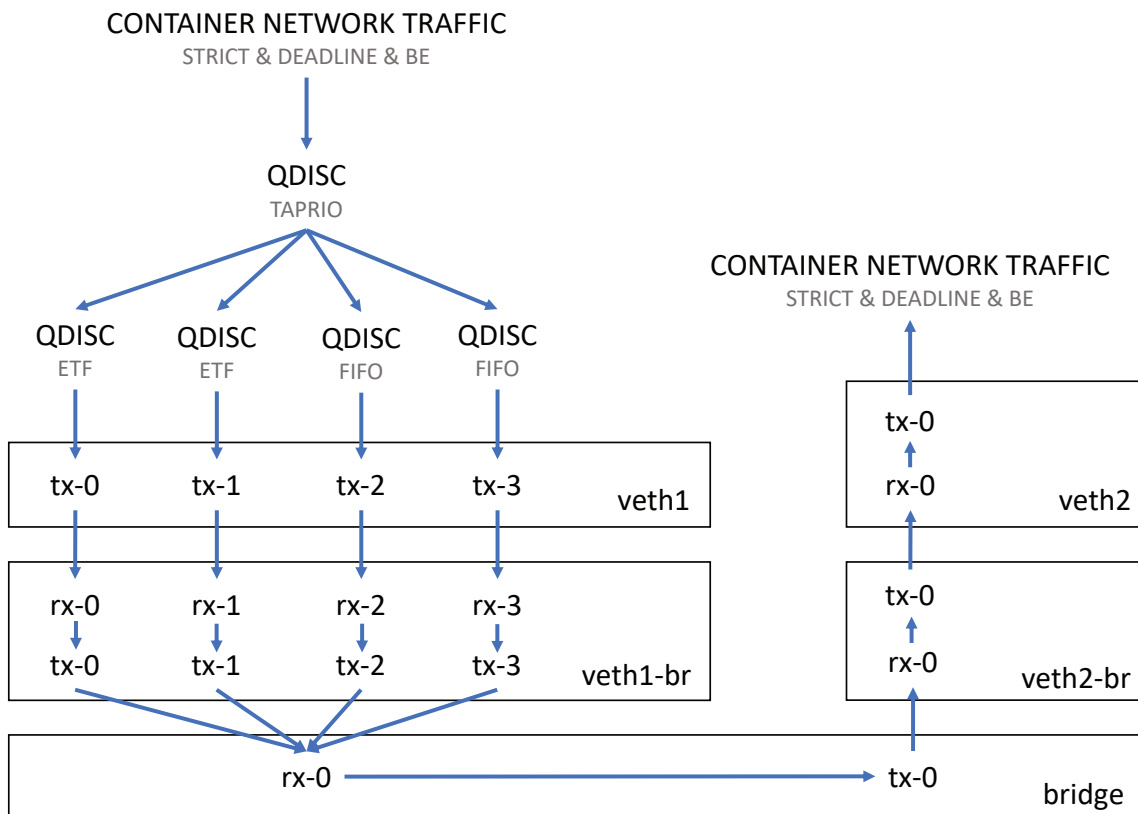 CONTAINER NETWORK TRAFFIC
STRICT & DEADLINE & BE
QDISC
TAPRIO
CONTAINER NETWORK TRAFFIC
STRICT & DEADLINE & BE
QDISC QDISC QDISC QDISC
ETF ETF FIFO FIFO
tx-0
tx-0 tx-1 tx-2 tx-3 rx-0
veth1 veth2
rx-0 rx-1 rx-2 rx-3 tx-0
tx-0 tx-1 tx-2 tx-3 rx-0
veth1-br veth2-br
rx-0 tx-0
bridge